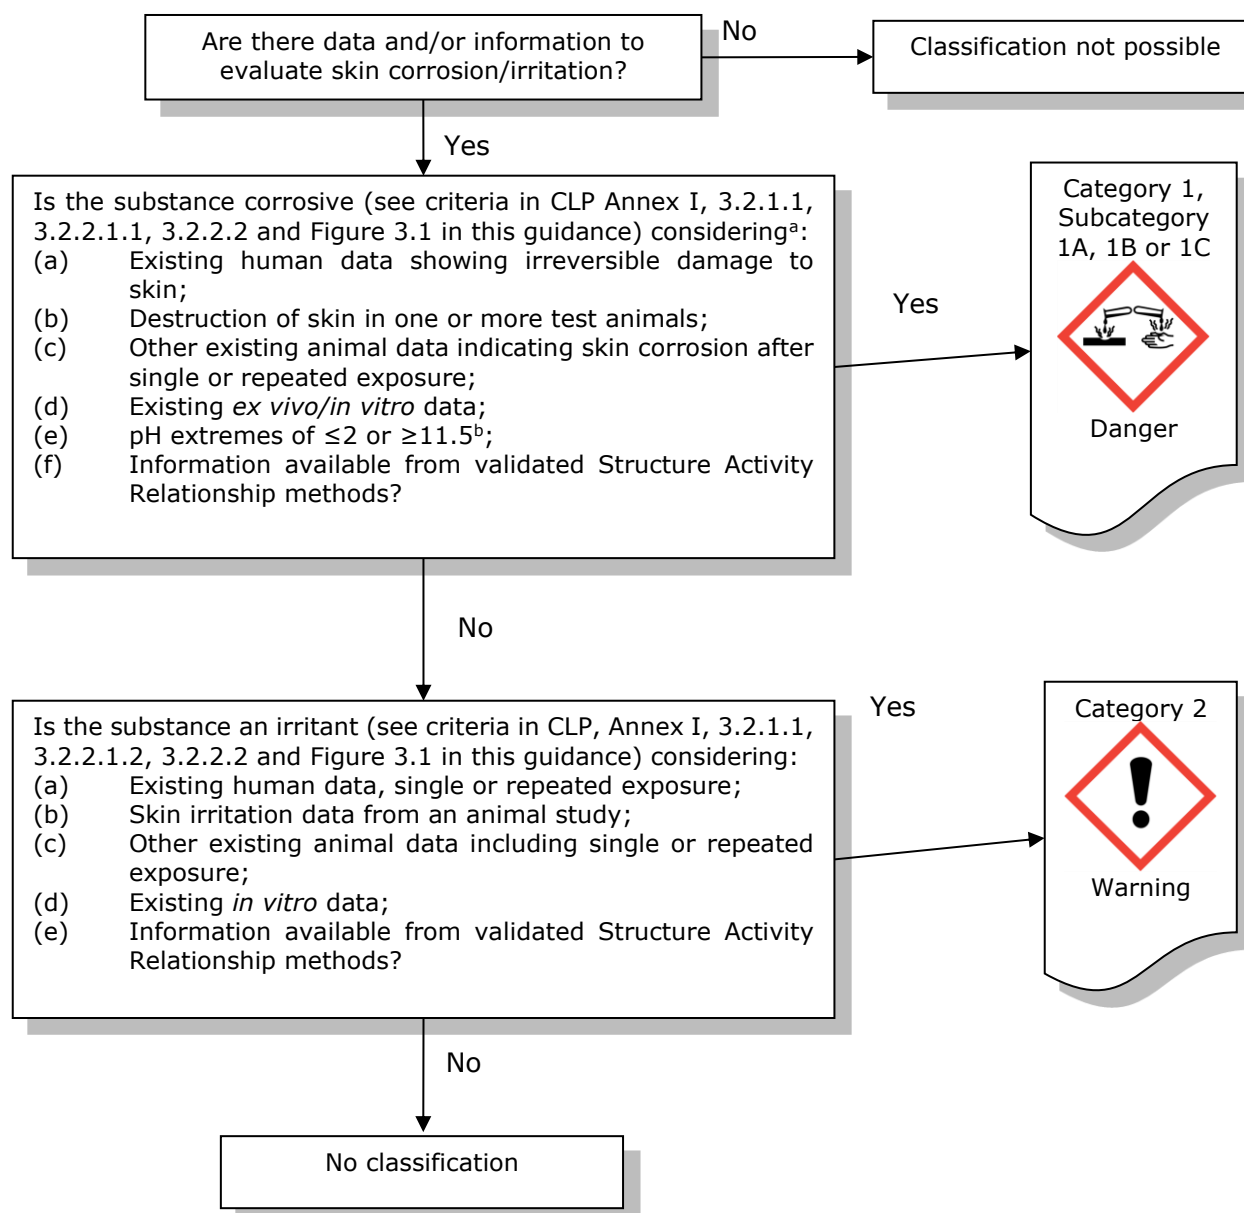 Are there data and/or information to
evaluate skin corrosion/irritation?
No
Classification not possible
Yes
Is the substance corrosive (see criteria in CLP Annex I, 3.2.1.1,
3.2.2.1.1, 3.2.2.2 and Figure 3.1 in this guidance) consideringᵃ:
(a) Existing human data showing irreversible damage to
skin;
(b) Destruction of skin in one or more test animals;
(c) Other existing animal data indicating skin corrosion after
single or repeated exposure;
(d) Existing ex vivo/in vitro data;
(e) pH extremes of ≤2 or ≥11.5ᵇ;
(f) Information available from validated Structure Activity
Relationship methods?
Yes
Category 1,
Subcategory
1A, 1B or 1C
Danger
No
Is the substance an irritant (see criteria in CLP, Annex I, 3.2.1.1,
3.2.2.1.2, 3.2.2.2 and Figure 3.1 in this guidance) considering:
(a) Existing human data, single or repeated exposure;
(b) Skin irritation data from an animal study;
(c) Other existing animal data including single or repeated
exposure;
(d) Existing in vitro data;
(e) Information available from validated Structure Activity
Relationship methods?
Yes
Category 2
Warning
No
No classification